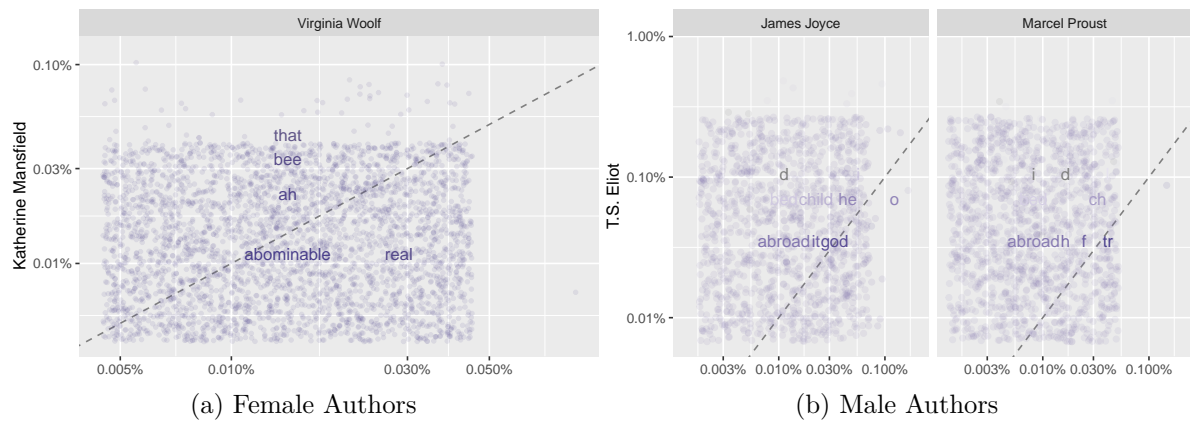 Virginia Woolf
Katherine Mansfield
0.10%
0.03%
0.01%
that
bee
ah
abominable real
0.005% 0.010% 0.030% 0.050%
(a) Female Authors
James Joyce Marcel Proust
T.S. Eliot
1.00%
0.10%
0.01%
d i d
child he o ch
abroad it god abroad h f tr
0.003% 0.010% 0.030% 0.100% 0.003% 0.010% 0.030% 0.100%
(b) Male Authors